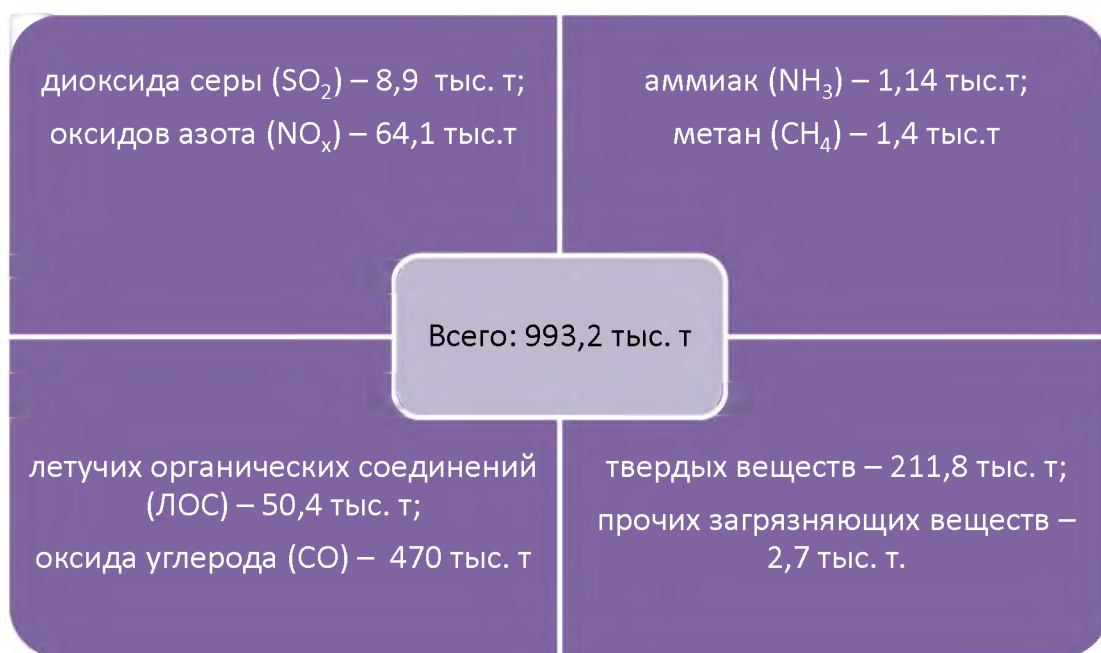 диоксида серы (SO₂) – 8,9 тыс. т;
оксидов азота (NOₓ) – 64,1 тыс.т
аммиак (NH₃) – 1,14 тыс.т;
метан (CH₄) – 1,4 тыс.т
Всего: 993,2 тыс. т
летучих органических соединений
(ЛОС) – 50,4 тыс. т;
оксида углерода (CO) – 470 тыс. т
твердых веществ – 211,8 тыс. т;
прочих загрязняющих веществ –
2,7 тыс. т.